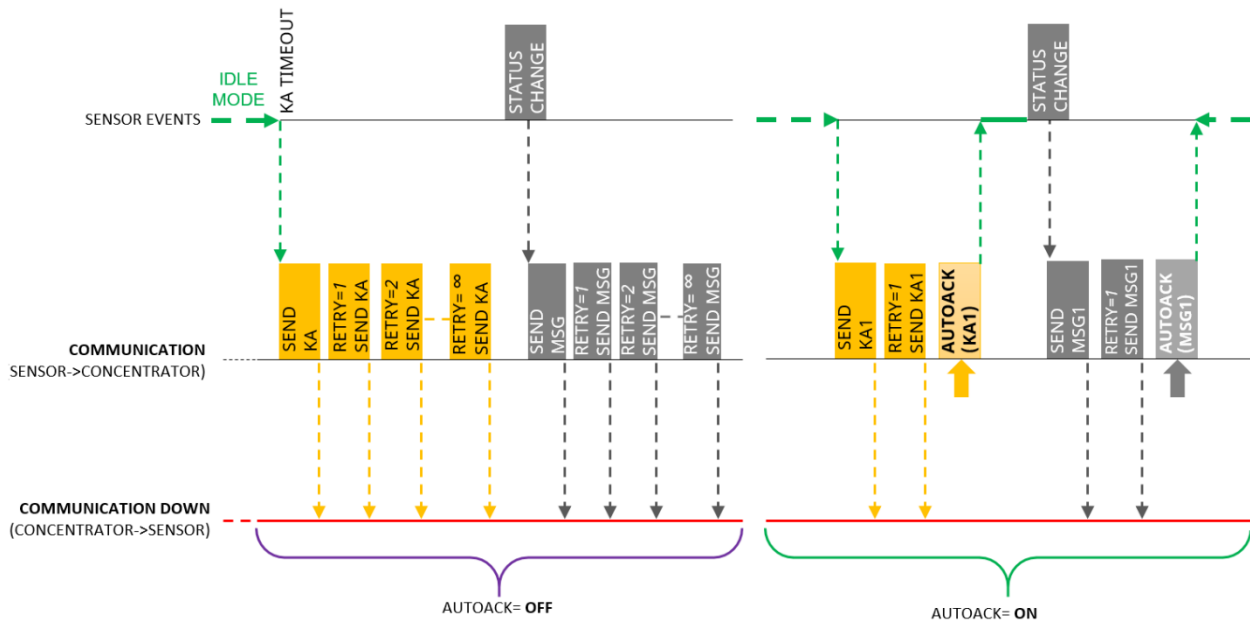 KA TIMEOUT
STATUS
CHANGE
STATUS
CHANGE
IDLE
MODE
SENSOR EVENTS
SEND
KA
RETRY=1
SEND KA
RETRY=2
SEND KA
RETRY= ∞
SEND KA
SEND
MSG
RETRY=1
SEND MSG
RETRY=2
SEND MSG
RETRY= ∞
SEND MSG
SEND
KA1
RETRY=1
SEND KA1
AUTOACK
(KA1)
SEND
MSG1
RETRY=1
SEND MSG1
AUTOACK
(MSG1)
COMMUNICATION
SENSOR->CONCENTRATOR)
COMMUNICATION DOWN
(CONCENTRATOR->SENSOR)
AUTOACK= OFF
AUTOACK= ON